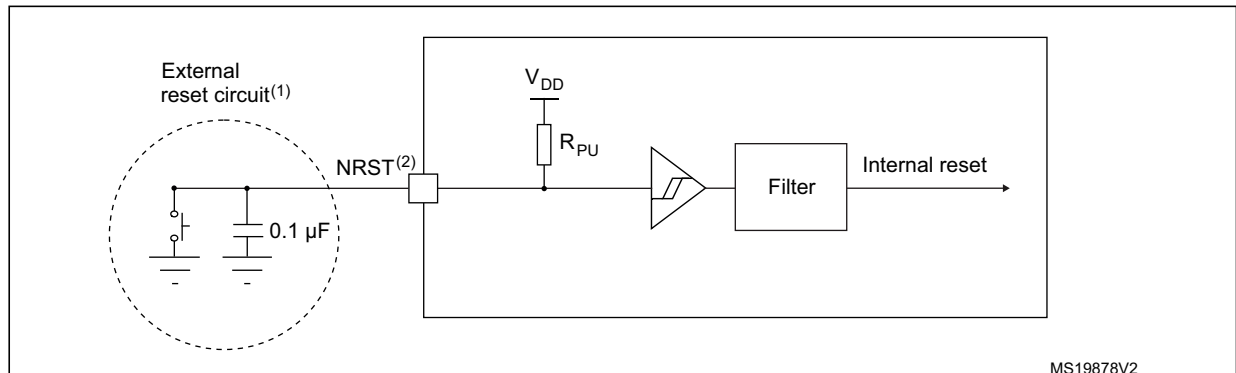 External
reset circuit(1)
VDD
RPU
NRST(2)
Filter
Internal reset
0.1 µF
MS19878V2